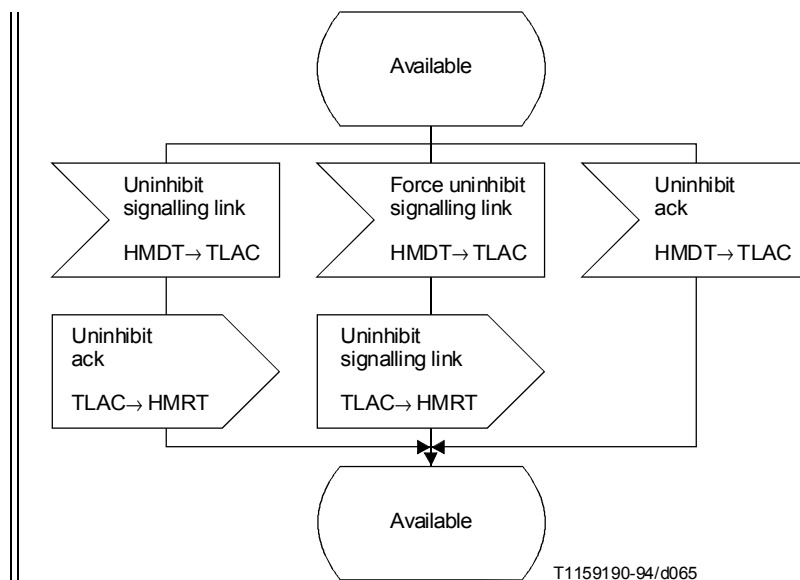 Available
Uninhibit
signalling link
HMDT→TLAC
Force uninhibit
signalling link
HMDT→TLAC
Uninhibit
ack
HMDT→TLAC
Uninhibit
ack
TLAC→HMRT
Uninhibit
signalling link
TLAC→HMRT
Available
T1159190-94/d065